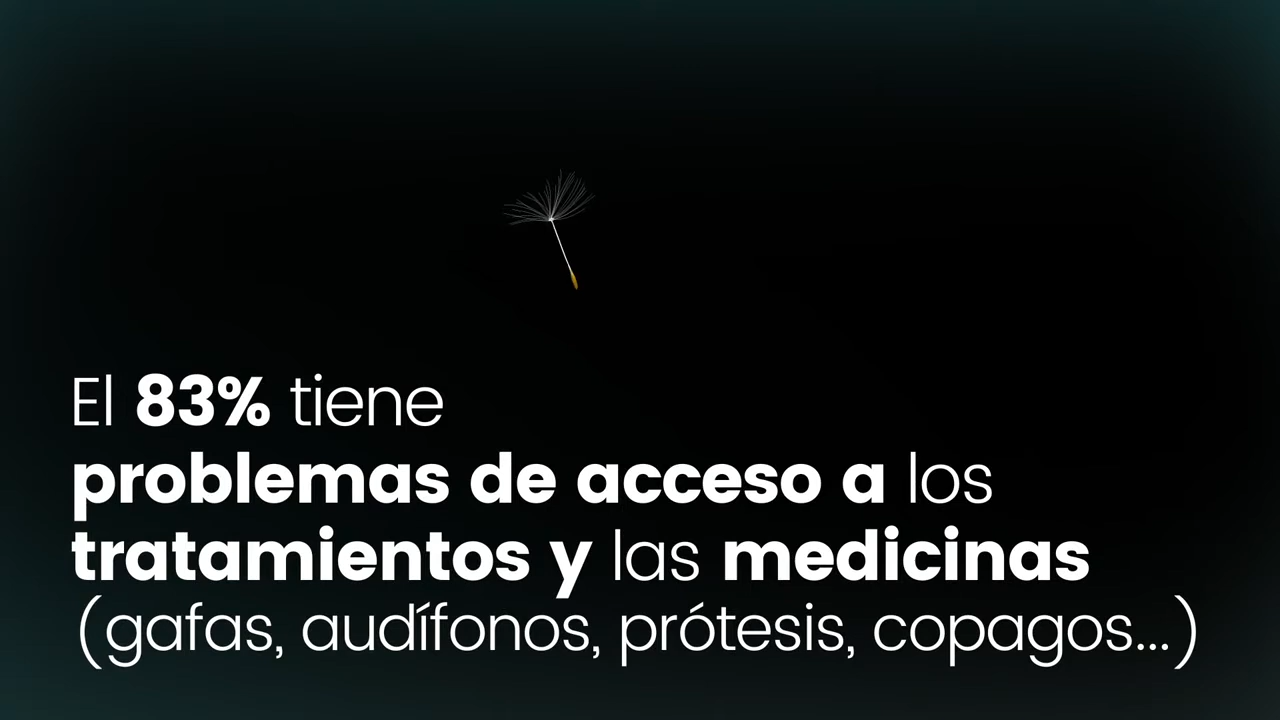 El 83% tiene
problemas de acceso a los
tratamientos y las medicinas
(gafas, audífonos, prótesis, copagos...)